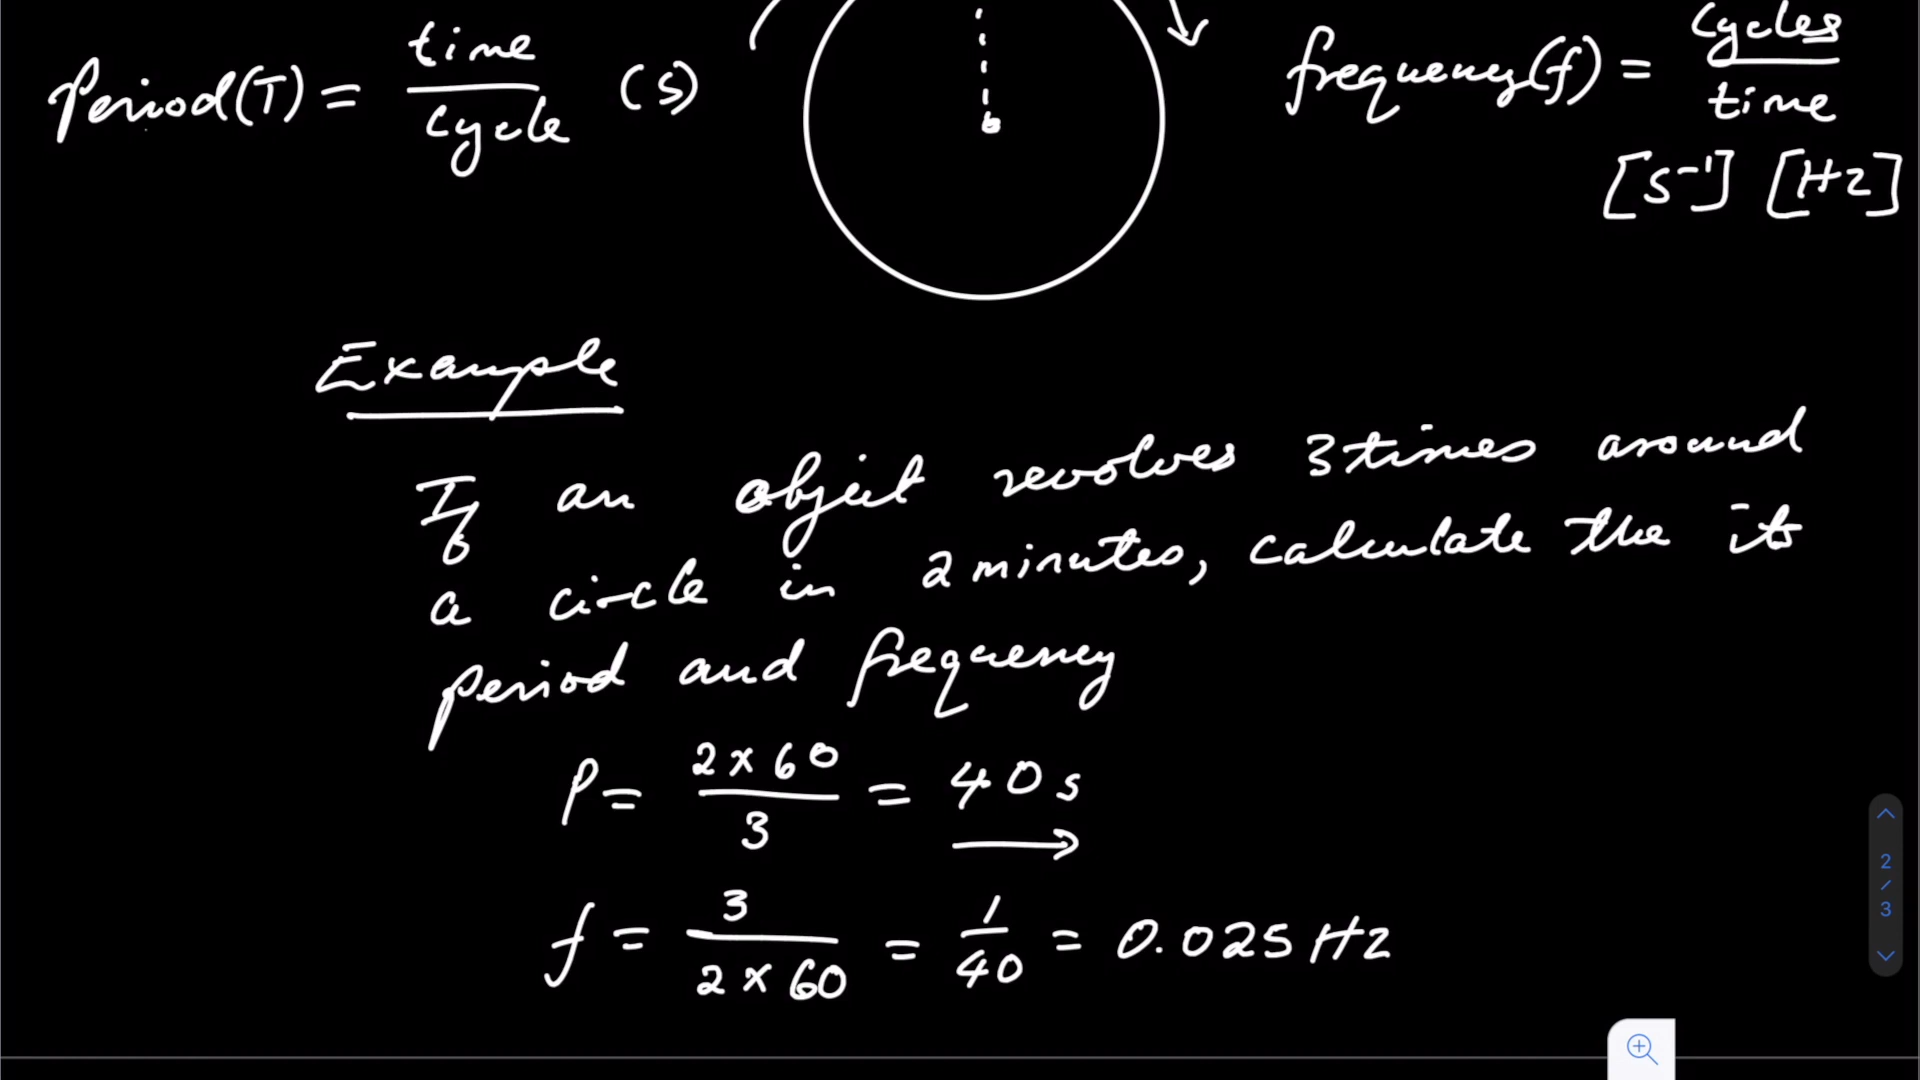 Period(T) = time/cycle (s)
frequency(f) = cycles/time
[s⁻¹] [Hz]
Example
If an object revolves 3 times around
a circle in 2 minutes, calculate the its
period and frequency
P = 2 x 60/3 = 40 s
f = 3/2 x 60 = 1/40 = 0.025 Hz
2
/
3